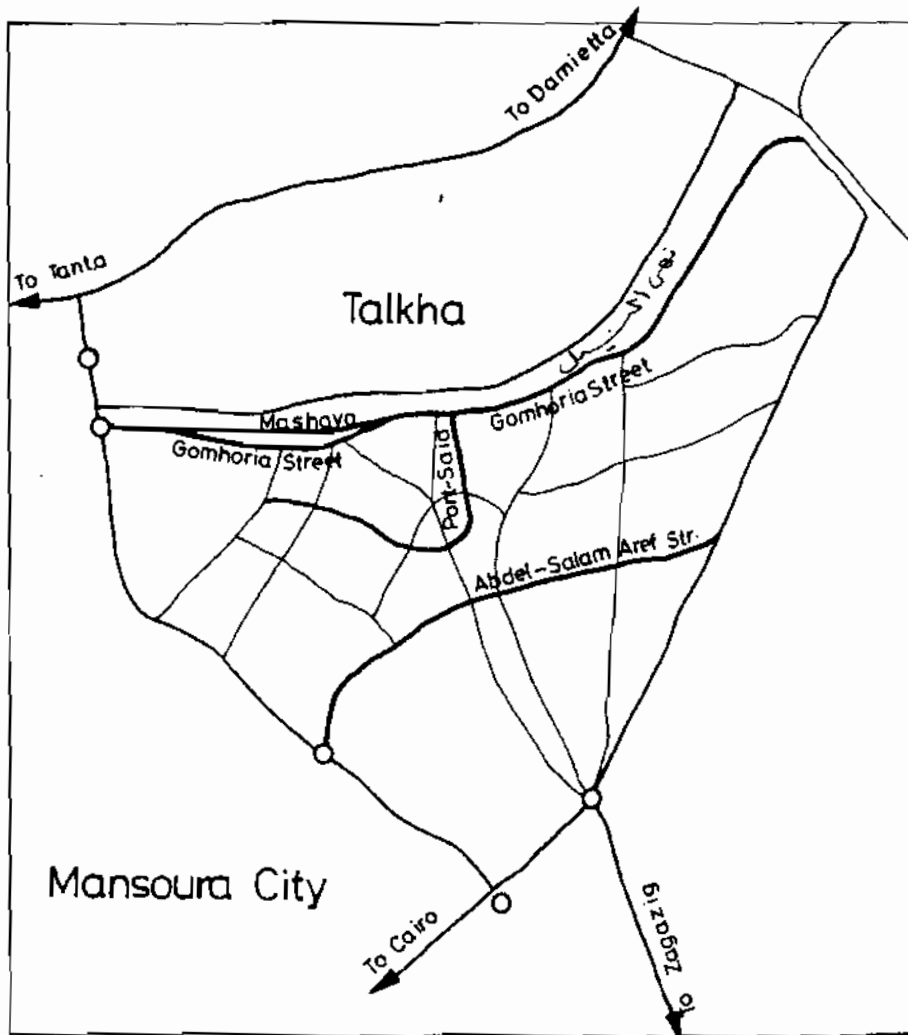 To Damietta
To Tanta
Talkha
Mashaya
Gomhoria Street
Gomhoria Street
Port-Said
Abdel-Salam Aref Str.
Mansoura City
To Cairo
To Zagazig